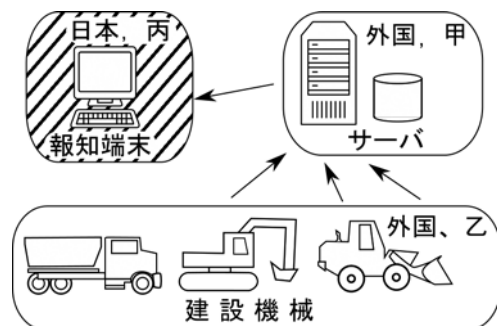 日本，丙
報知端末
外国，甲
サーバ
外国、乙
建設機械